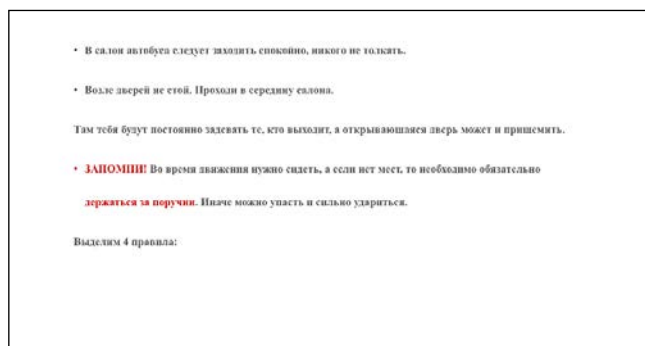 • В салон автобуса следует заходить спокойно, никого не толкать.
• Возле дверей не стой. Проходи в середину салона.
Там тебя будут постоянно задевать те, кто выходит, а открывающаяся дверь может и прищемить.
• ЗАПОМНИ! Во время движения нужно сидеть, а если нет мест, то необходимо обязательно
держаться за поручни. Иначе можно упасть и сильно удариться.
Выделим 4 правила: